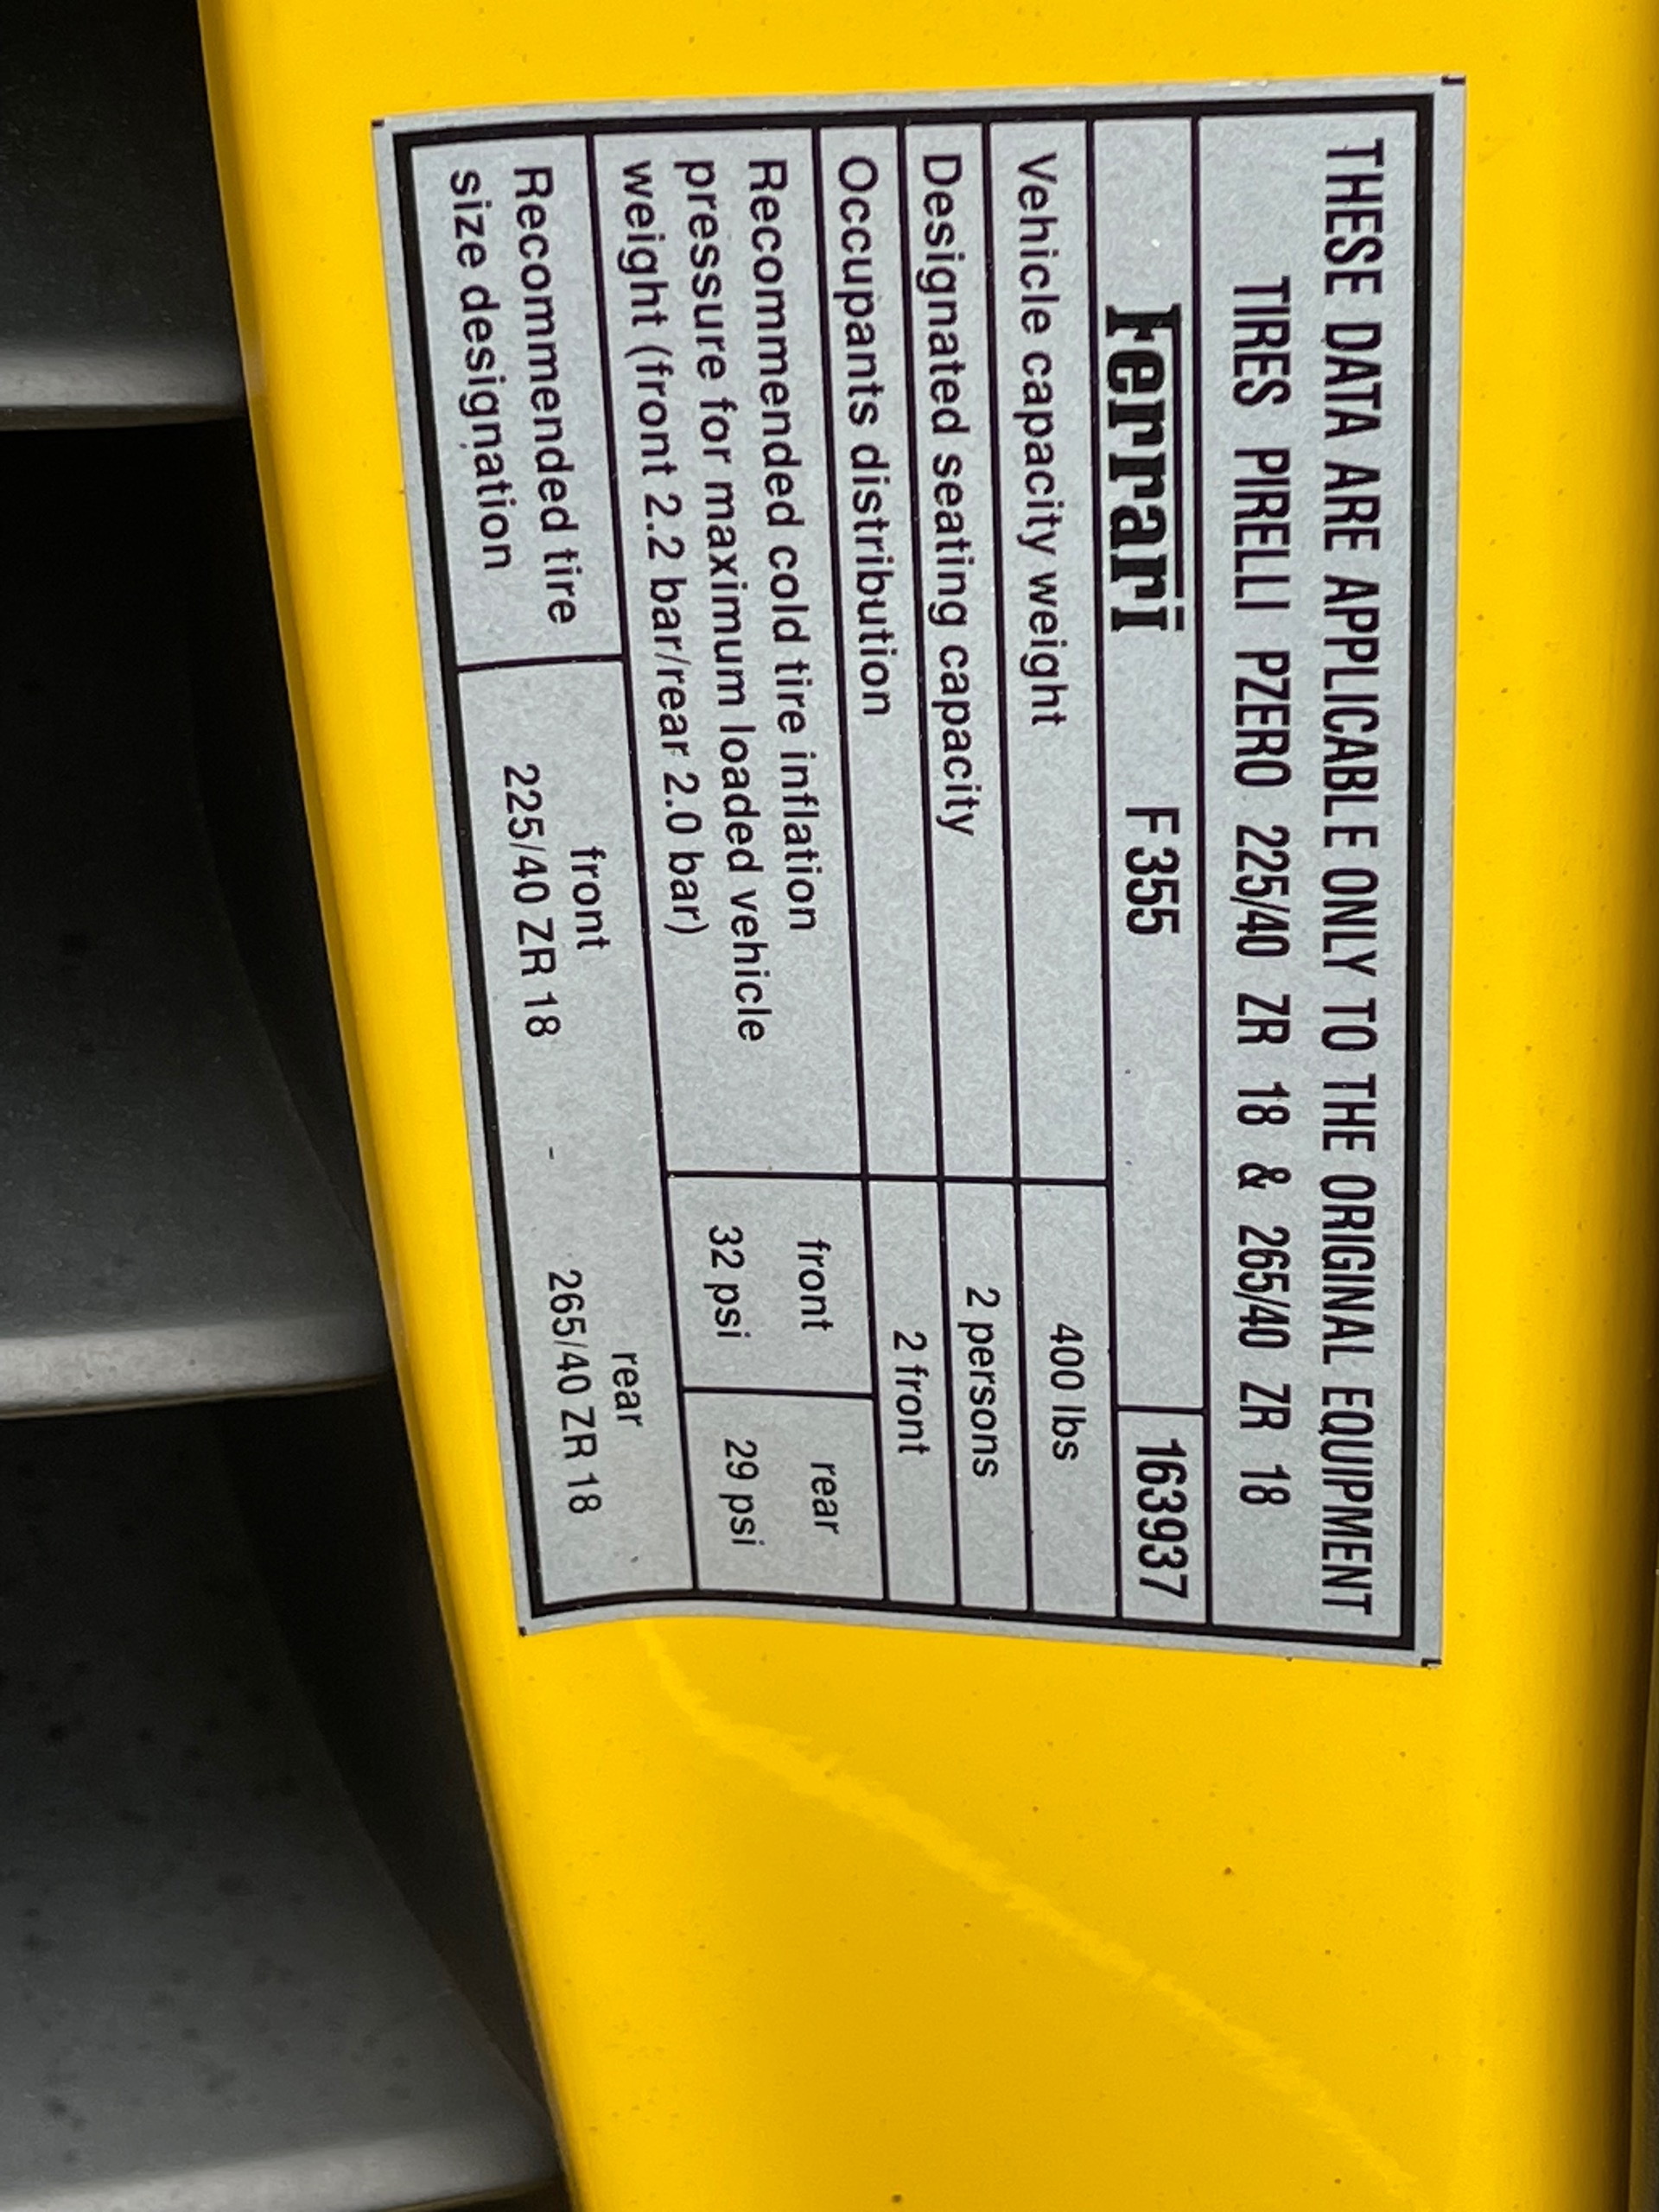 THESE DATA ARE APPLICABLE ONLY TO THE ORIGINAL EQUIPMENT
TIRES PIRELLI PZERO 225/40 ZR 18 & 265/40 ZR 18
Ferrari F355 163937
Vehicle capacity weight 400 lbs
Designated seating capacity 2 persons
Occupants distribution 2 front
Recommended cold tire inflation
pressure for maximum loaded vehicle
weight (front 2.2 bar/rear 2.0 bar)
front rear
32 psi 29 psi
Recommended tire
size designation
front rear
225/40 ZR 18 - 265/40 ZR 18